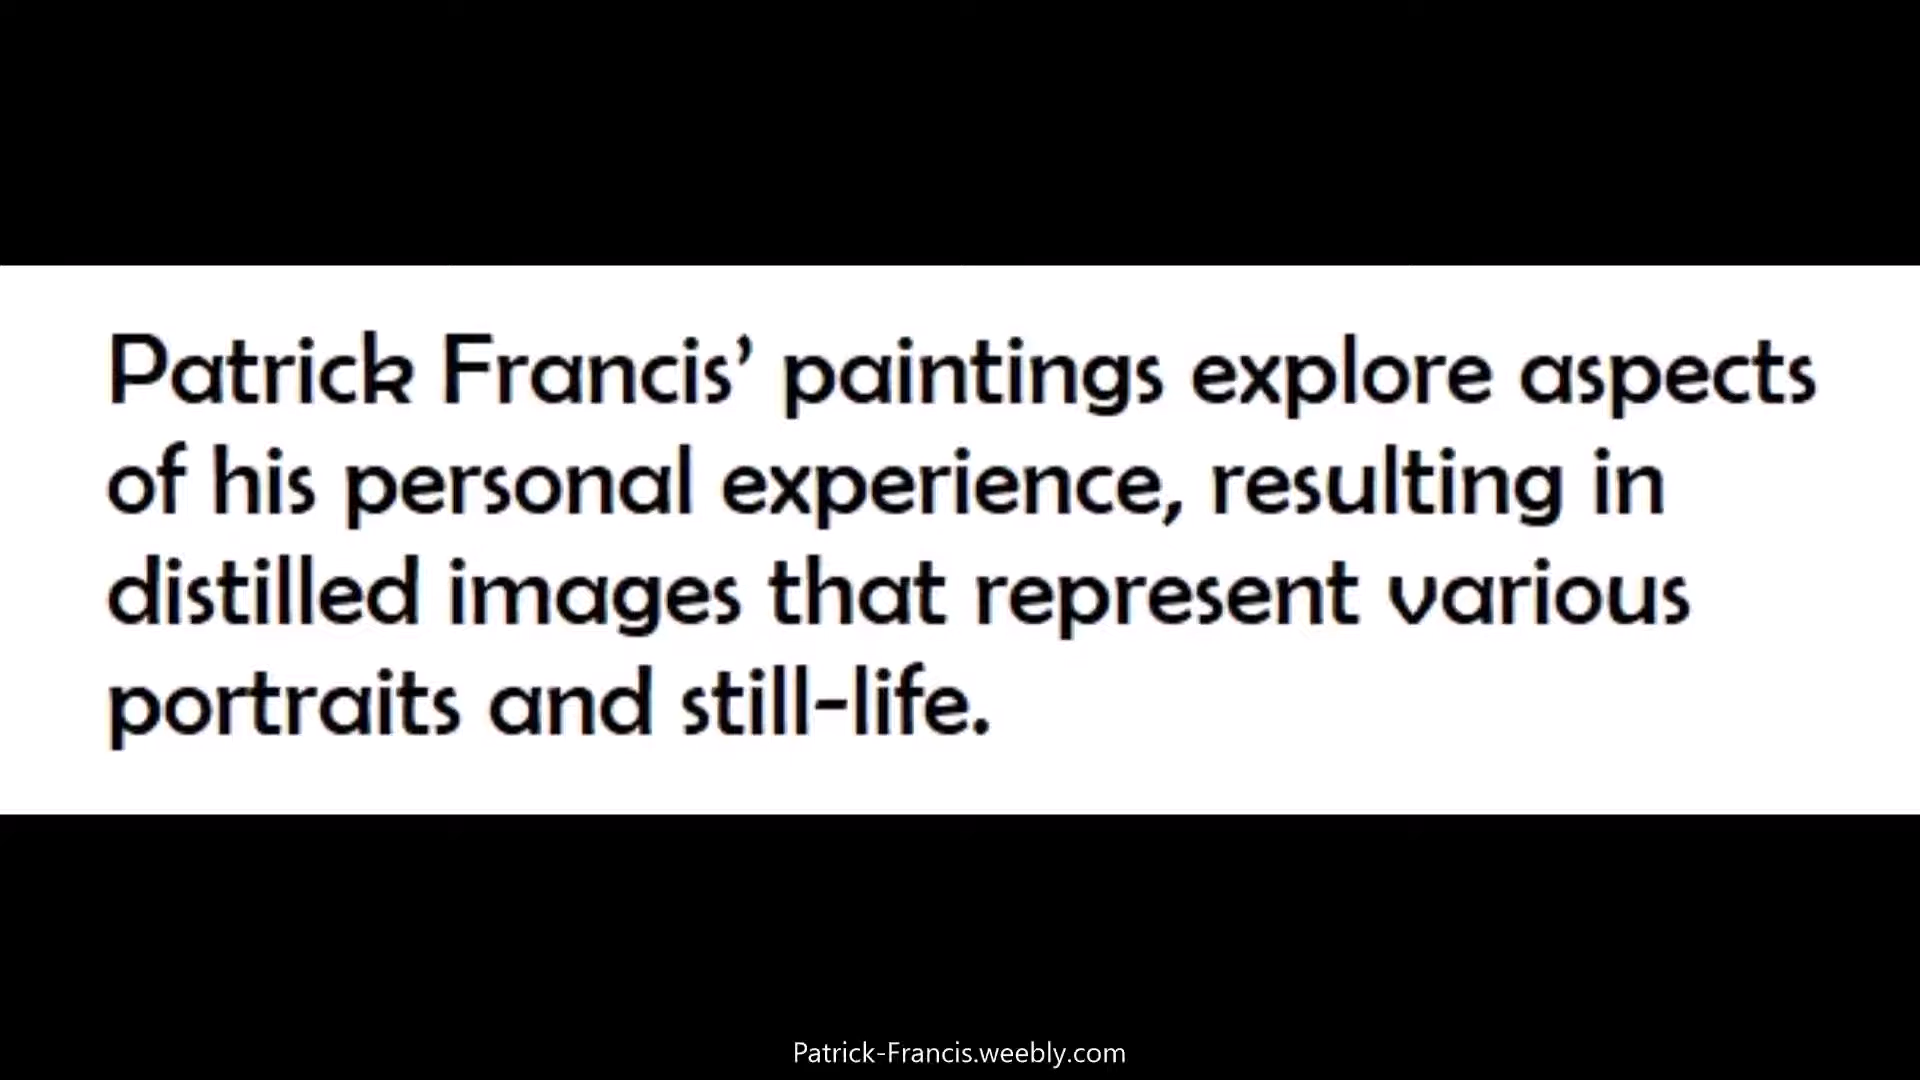 Patrick Francis’ paintings explore aspects
of his personal experience, resulting in
distilled images that represent various
portraits and still-life.
Patrick-Francis.weebly.com